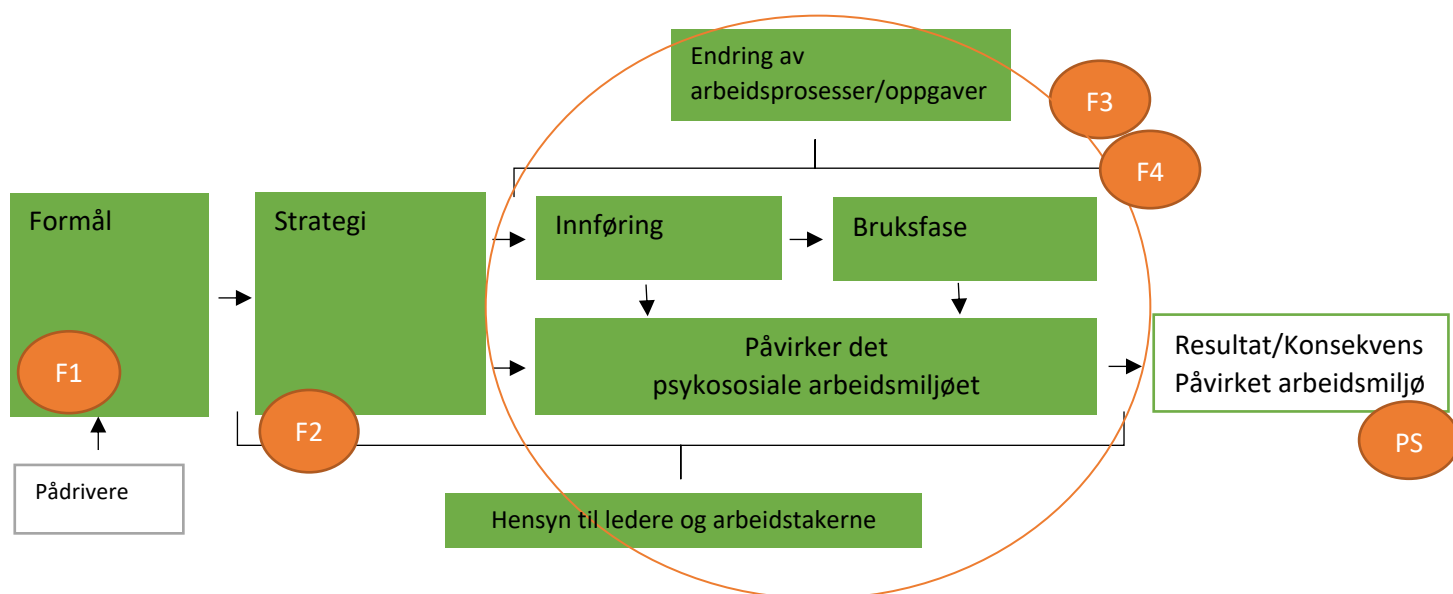 Endring av
arbeidsprosesser/oppgaver
F3
F4
Formål
Strategi
Innføring
Bruksfase
F1
Påvirker det
psykososiale arbeidsmiljøet
Resultat/Konsekvens
Påvirket arbeidsmiljø
F2
PS
Pådrivere
Hensyn til ledere og arbeidstakerne